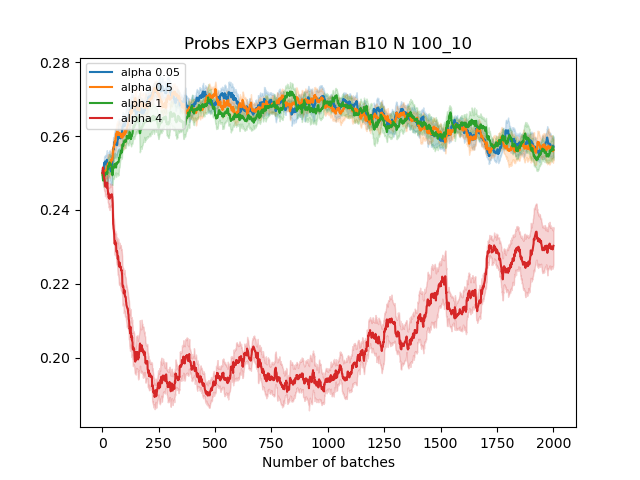 Probs EXP3 German B10 N 100_10
alpha 0.05
alpha 0.5
alpha 1
alpha 4
0.28
0.26
0.24
0.22
0.20
0 250 500 750 1000 1250 1500 1750 2000
Number of batches